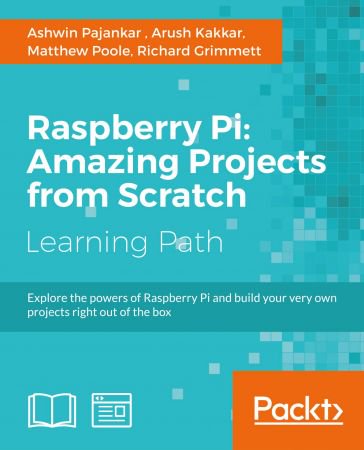 Ashwin Pajankar , Arush Kakkar,
Matthew Poole, Richard Grimmett
Raspberry Pi:
Amazing Projects
from Scratch
Learning Path
Explore the powers of Raspberry Pi and build your very own
projects right out of the box
Packt>